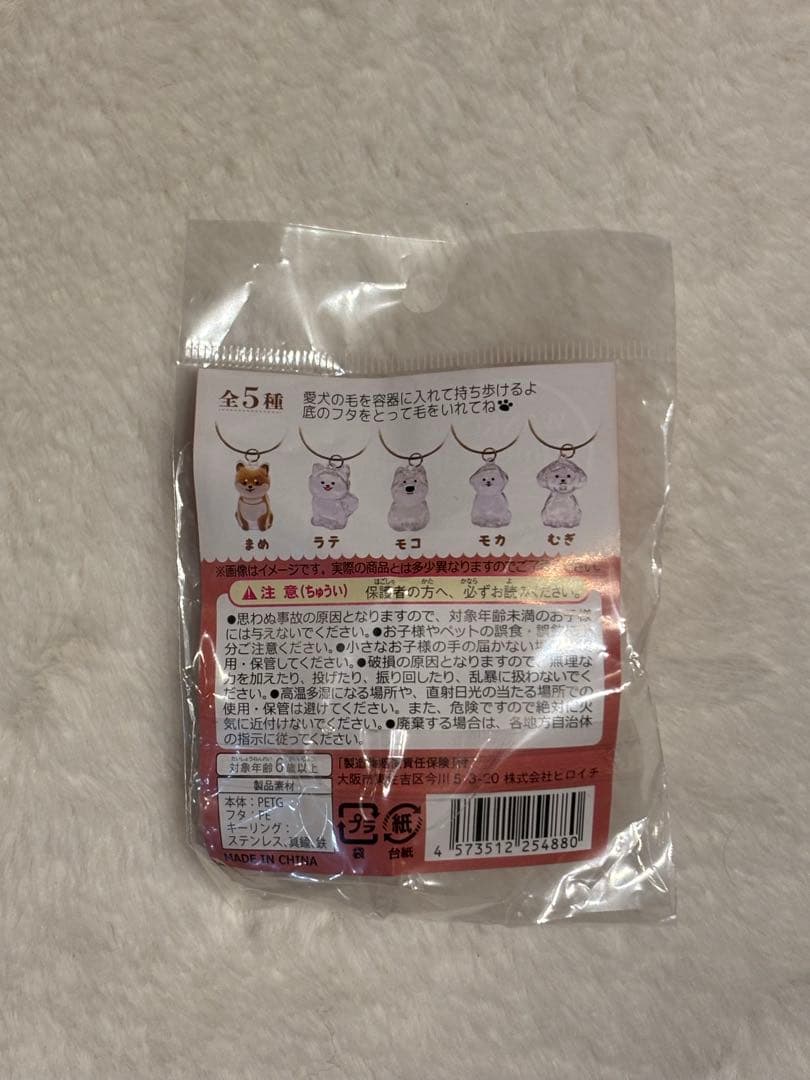 全5種
愛犬の毛を容器に入れて持ち歩けるよ
底のフタをとって毛をいれてね
まめ ラテ モコ モカ むぎ
※画像はイメージです。実際の商品とは多少異なりますのでご了承ください。
注意(ちゅうい) 保護者の方へ、必ずお読みください。
●思わぬ事故の原因となりますので、対象年齢未満のお子様
には与えないでください。●お子様やペットの誤食・誤飲に
分ご注意ください。●小さなお子様の手の届かない場所で使
用・保管してください。●破損の原因となりますので、無理な
力を加えたり、投げたり、振り回したり、乱暴に扱わないでく
ださい。●高温多湿になる場所や、直射日光の当たる場所での
使用・保管は避けてください。また、危険ですので絶対に火
気に近付けないでください。●廃棄する場合は、各地方自治体
の指示に従ってください。
対象年齢6歳以上
製品素材
本体:PETG
フタ:PE
キーリング:
ステンレス、真鍮、鉄
MADE IN CHINA
責任保険
大阪市東住吉区今川5-3-20 株式会社ヒロイチ
プラ 紙
袋 台紙
4 573512 254880